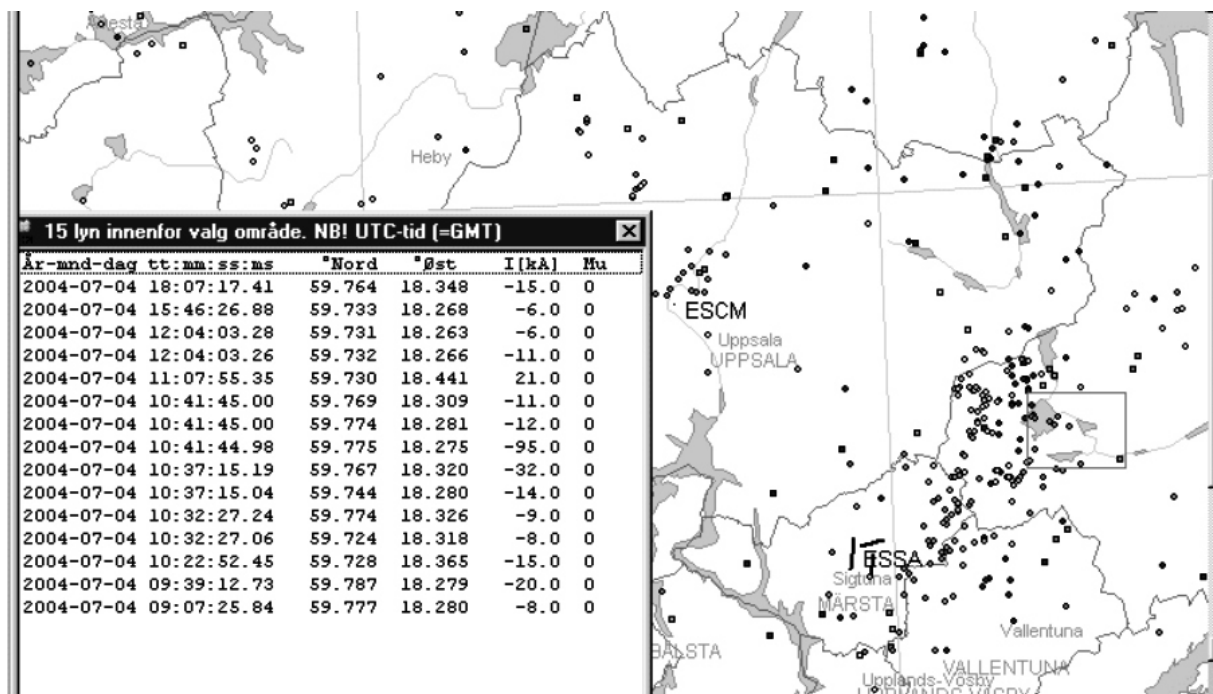 Heby
15 lyn innenfor valg område. NB! UTC-tid (=GMT)
År-mnd-dag tt:mm:ss:ms °Nord °Øst I[kA] Mu
2004-07-04 18:07:17.41 59.764 18.348 -15.0 0
2004-07-04 15:46:26.88 59.733 18.268 -6.0 0
2004-07-04 12:04:03.28 59.731 18.263 -6.0 0
2004-07-04 12:04:03.26 59.732 18.266 -11.0 0
2004-07-04 11:07:55.35 59.730 18.441 21.0 0
2004-07-04 10:41:45.00 59.769 18.309 -11.0 0
2004-07-04 10:41:45.00 59.774 18.281 -12.0 0
2004-07-04 10:41:44.98 59.775 18.275 -95.0 0
2004-07-04 10:37:15.19 59.767 18.320 -32.0 0
2004-07-04 10:37:15.04 59.744 18.280 -14.0 0
2004-07-04 10:32:27.24 59.774 18.326 -9.0 0
2004-07-04 10:32:27.06 59.724 18.318 -8.0 0
2004-07-04 10:22:52.45 59.728 18.365 -15.0 0
2004-07-04 09:39:12.73 59.787 18.279 -20.0 0
2004-07-04 09:07:25.84 59.777 18.280 -8.0 0
ESCM
Uppsala
UPPSALA
ESSA
Sigtuna
MÄRSTA
Vallentuna
BÅLSTA
VALLENTUNA
Upplands-Väsby
UPPLANDS-VÄSBY